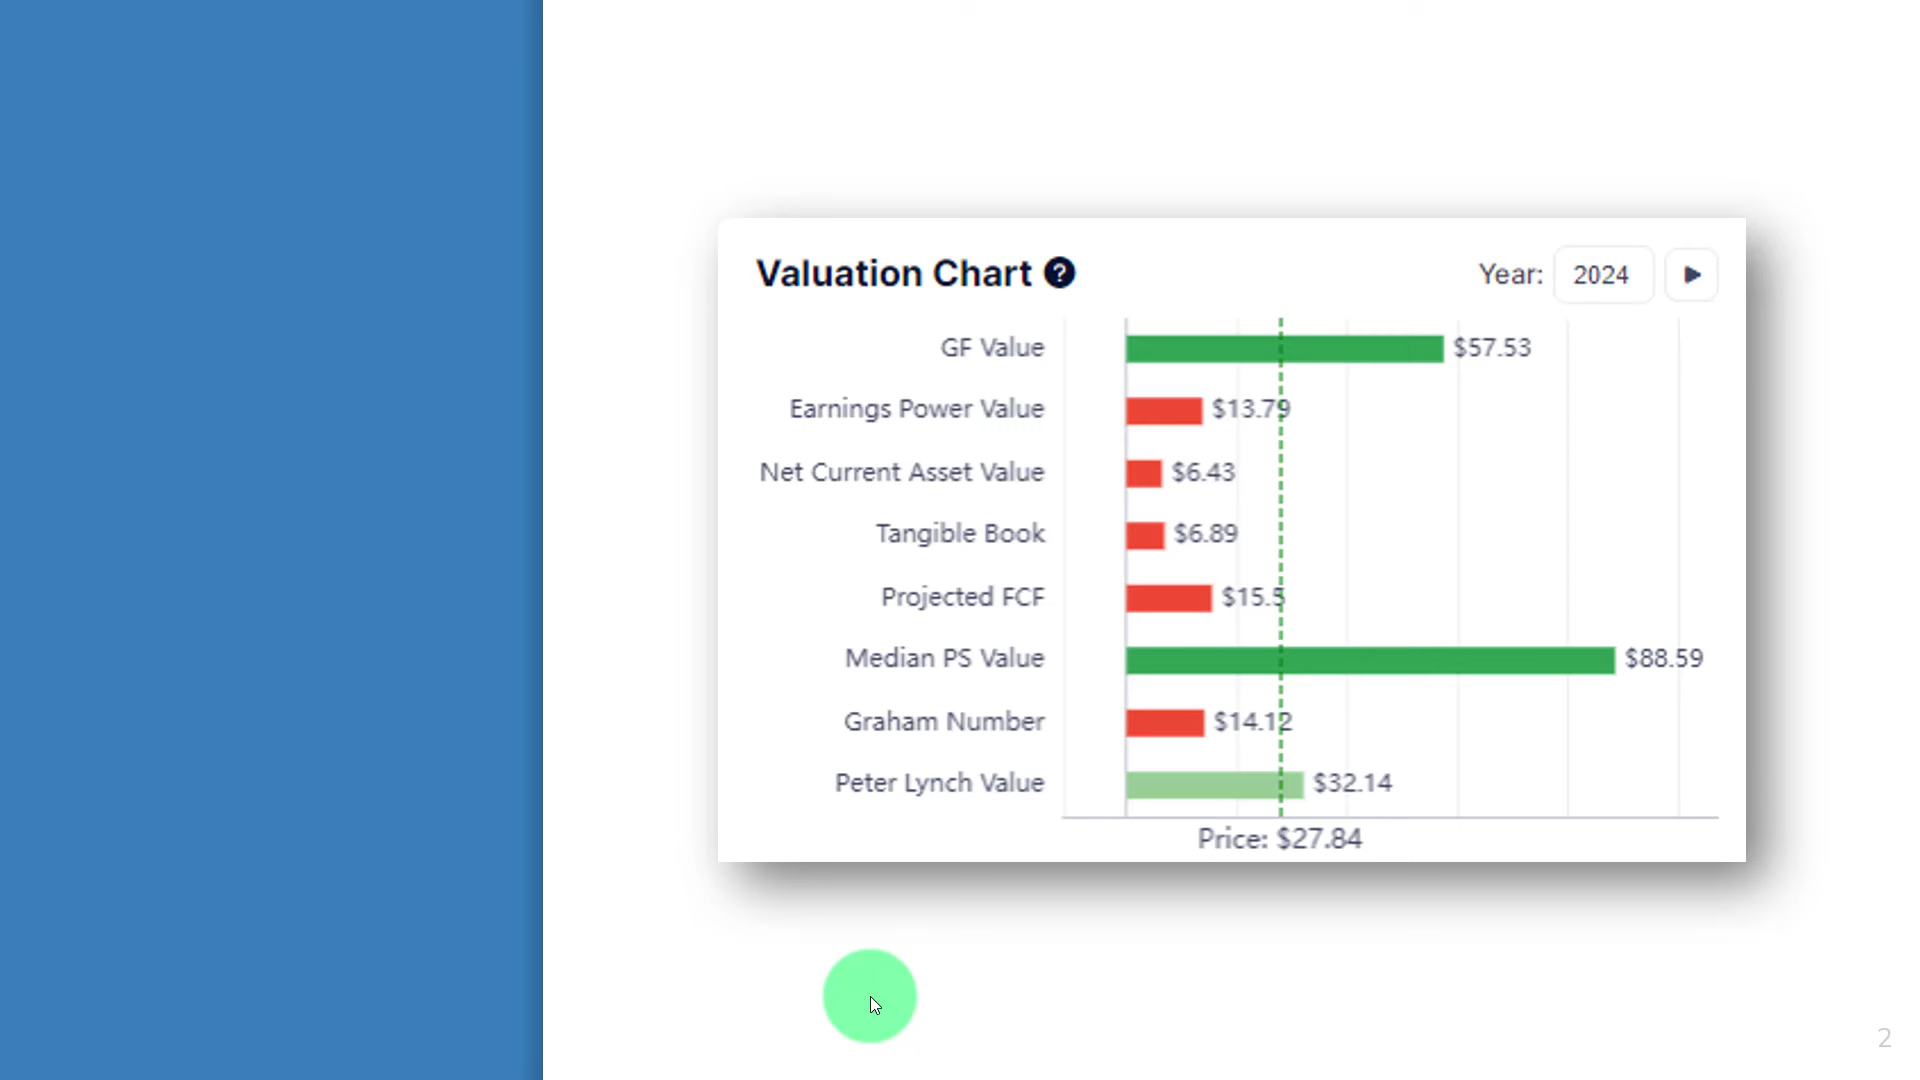 Valuation Chart ?
Year: 2024
GF Value $57.53
Earnings Power Value $13.79
Net Current Asset Value $6.43
Tangible Book $6.89
Projected FCF $15.5
Median PS Value $88.59
Graham Number $14.12
Peter Lynch Value $32.14
Price: $27.84
2